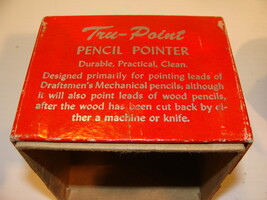 Tru-Point
PENCIL POINTER
Durable. Practical, Clean.
Designed primarily for pointing leads of
Draftsmen's Mechanical pencils, although
it will also point leads of wood pencils,
after the wood has been cut back by ei-
ther a machine or knife.